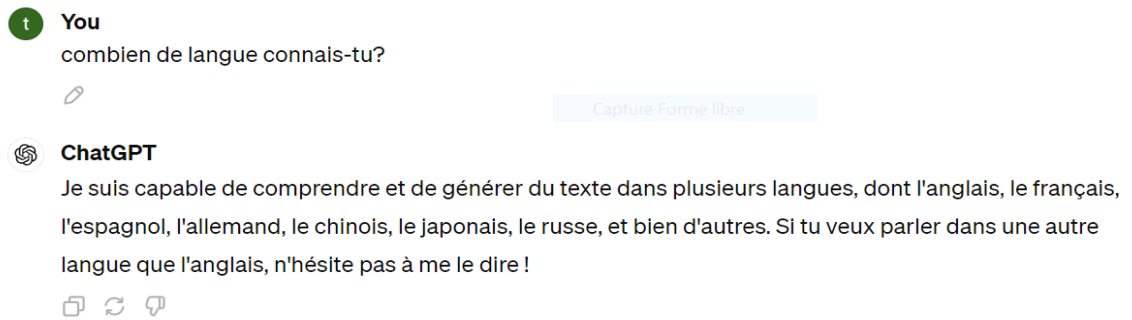 t
You
combien de langue connais-tu?
Capture Forme libre
ChatGPT
Je suis capable de comprendre et de générer du texte dans plusieurs langues, dont l'anglais, le français,
l'espagnol, l'allemand, le chinois, le japonais, le russe, et bien d'autres. Si tu veux parler dans une autre
langue que l'anglais, n'hésite pas à me le dire !